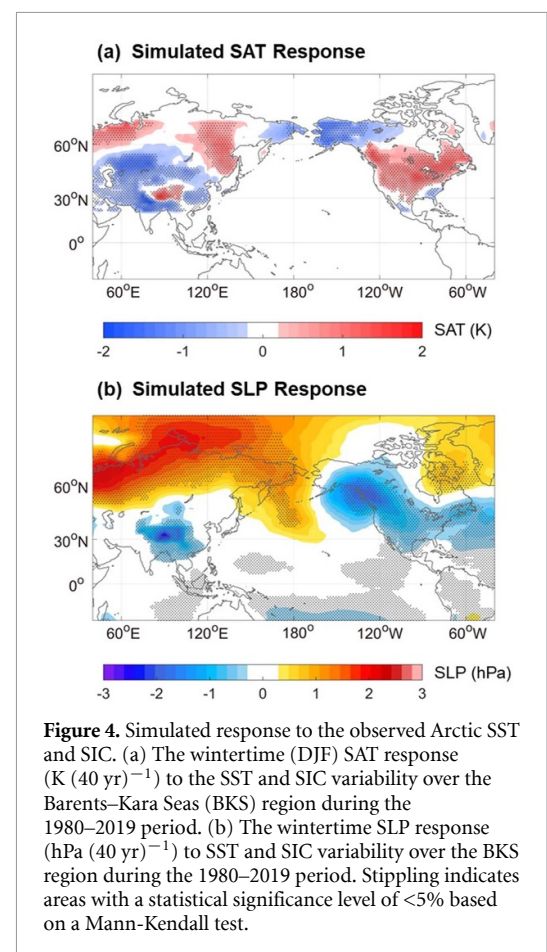 (a) Simulated SAT Response
60°N
30°N
0°
60°E 120°E 180° 120°W 60°W
SAT (K)
-2 -1 0 1 2
(b) Simulated SLP Response
60°N
30°N
0°
60°E 120°E 180° 120°W 60°W
SLP (hPa)
-3 -2 -1 0 1 2 3
Figure 4. Simulated response to the observed Arctic SST
and SIC. (a) The wintertime (DJF) SAT response
(K (40 yr)⁻¹) to the SST and SIC variability over the
Barents–Kara Seas (BKS) region during the
1980–2019 period. (b) The wintertime SLP response
(hPa (40 yr)⁻¹) to SST and SIC variability over the BKS
region during the 1980–2019 period. Stippling indicates
areas with a statistical significance level of <5% based
on a Mann-Kendall test.